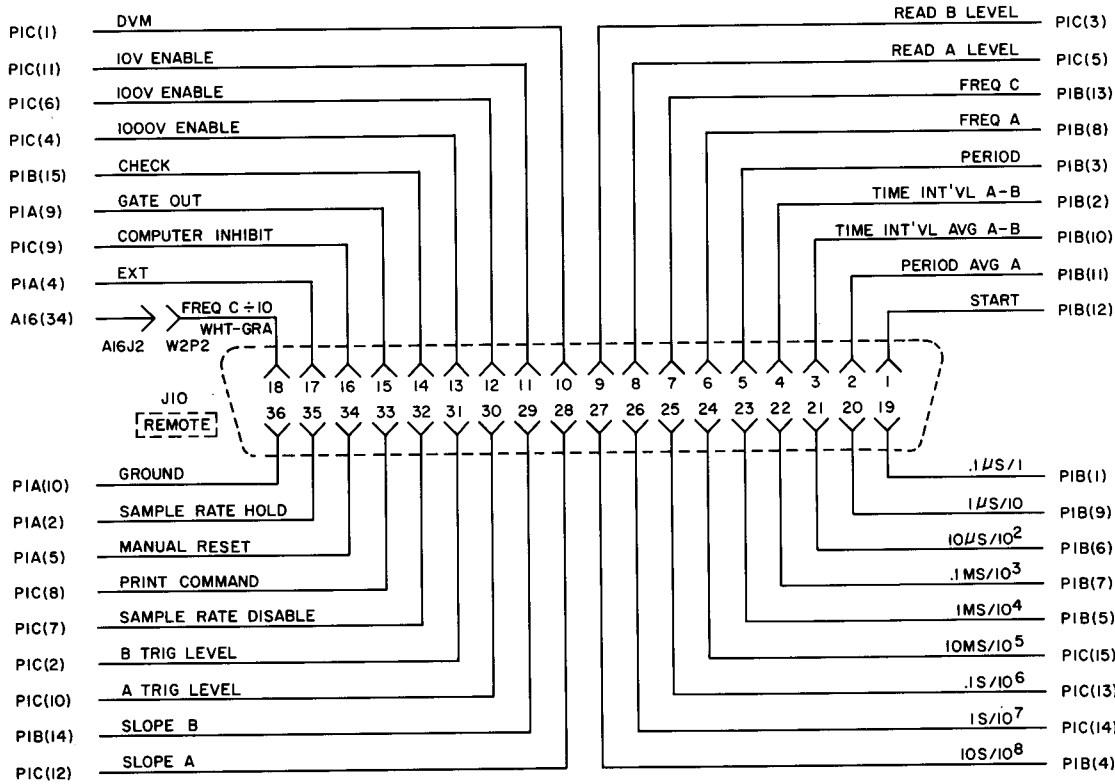 PIC(1) DVM
PIC(11) 10V ENABLE
PIC(6) 100V ENABLE
PIC(4) 1000V ENABLE
PIB(15) CHECK
PIA(9) GATE OUT
PIC(9) COMPUTER INHIBIT
PIA(4) EXT
A16(34) FREQ C ÷10
WHT-GRA
A16J2 W2P2
READ B LEVEL PIC(3)
READ A LEVEL PIC(5)
FREQ C PIB(13)
FREQ A PIB(8)
PERIOD PIB(3)
TIME INT'VL A-B PIB(2)
TIME INT'VL AVG A-B PIB(10)
PERIOD AVG A PIB(11)
START PIB(12)
18 17 16 15 14 13 12 11 10 9 8 7 6 5 4 3 2 1
36 35 34 33 32 31 30 29 28 27 26 25 24 23 22 21 20 19
J10
REMOTE
PIA(10) GROUND
PIA(2) SAMPLE RATE HOLD
PIA(5) MANUAL RESET
PIC(8) PRINT COMMAND
PIC(7) SAMPLE RATE DISABLE
PIC(2) B TRIG LEVEL
PIC(10) A TRIG LEVEL
PIB(14) SLOPE B
PIC(12) SLOPE A
.1µS/1 PIB(1)
1µS/10 PIB(9)
10µS/10² PIB(6)
.1MS/10³ PIB(7)
1MS/10⁴ PIB(5)
10MS/10⁵ PIC(15)
.1S/10⁶ PIC(13)
1S/10⁷ PIC(14)
10S/10⁸ PIB(4)